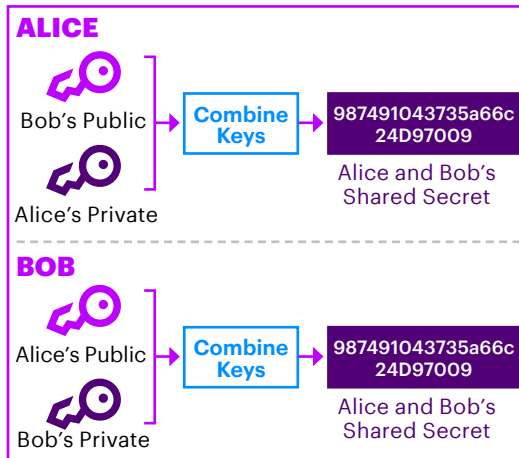 ALICE
Bob's Public
Alice's Private
Combine
Keys
987491043735a66c
24D97009
Alice and Bob's
Shared Secret
BOB
Alice's Public
Bob's Private
Combine
Keys
987491043735a66c
24D97009
Alice and Bob's
Shared Secret